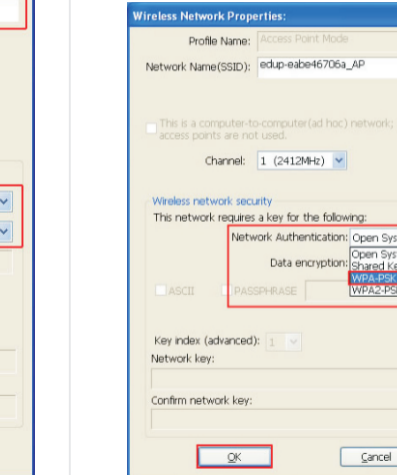 Wireless Network Properties:
Profile Name: Access Point Mode
Network Name(SSID): edup-eabe46706a_AP
This is a computer-to-computer(ad hoc) network;
access points are not used.
Channel: 1 (2412MHz)
Wireless network security
This network requires a key for the following:
Network Authentication: Open Sys
Open Sys
Data encryption: Shared Ke
WPA-PSK
WPA2-PS
ASCII PASSPHRASE
Key index (advanced): 1
Network key:
Confirm network key:
OK Cancel